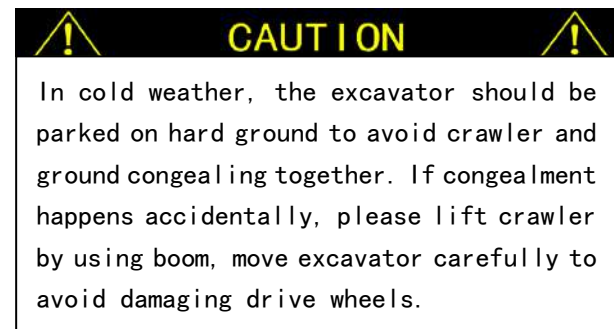 CAUTION
In cold weather, the excavator should be
parked on hard ground to avoid crawler and
ground congealing together. If congealment
happens accidentally, please lift crawler
by using boom, move excavator carefully to
avoid damaging drive wheels.